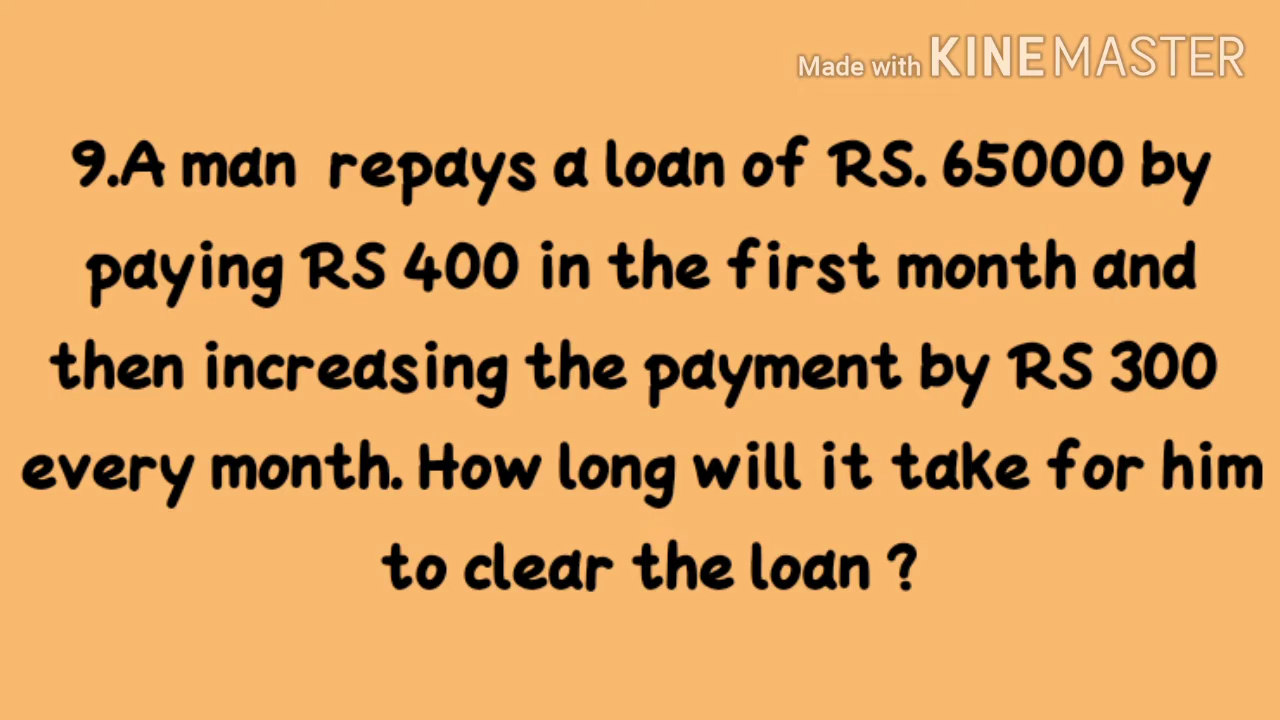 Made with KINEMASTER
9.A man repays a loan of RS. 65000 by
paying RS 400 in the first month and
then increasing the payment by RS 300
every month. How long will it take for him
to clear the loan ?